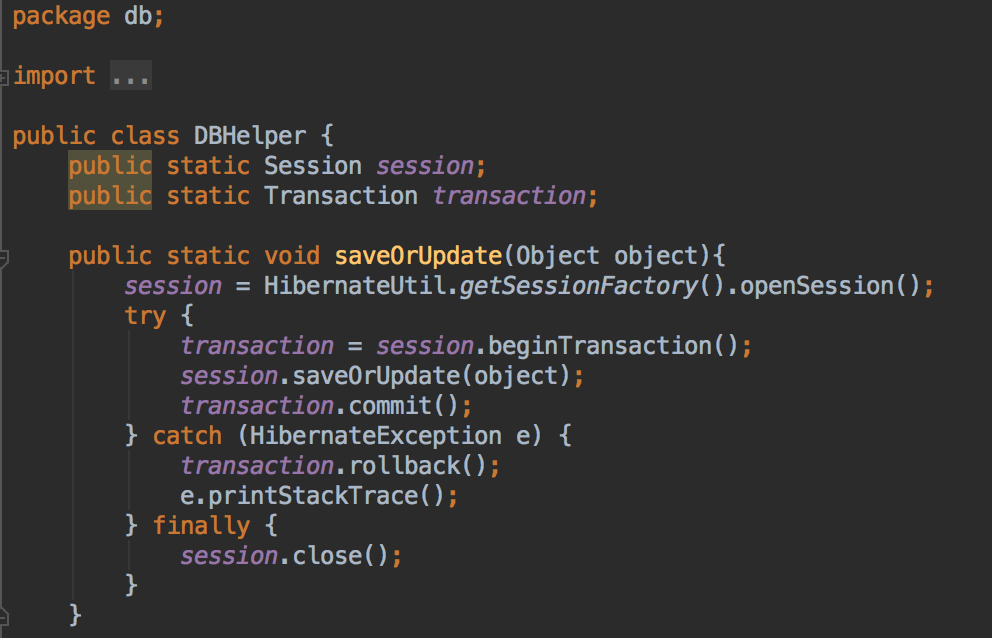 package db;
import ...
public class DBHelper {
    public static Session session;
    public static Transaction transaction;
    public static void saveOrUpdate(Object object){
        session = HibernateUtil.getSessionFactory().openSession();
        try {
            transaction = session.beginTransaction();
            session.saveOrUpdate(object);
            transaction.commit();
        } catch (HibernateException e) {
            transaction.rollback();
            e.printStackTrace();
        } finally {
            session.close();
        }
    }